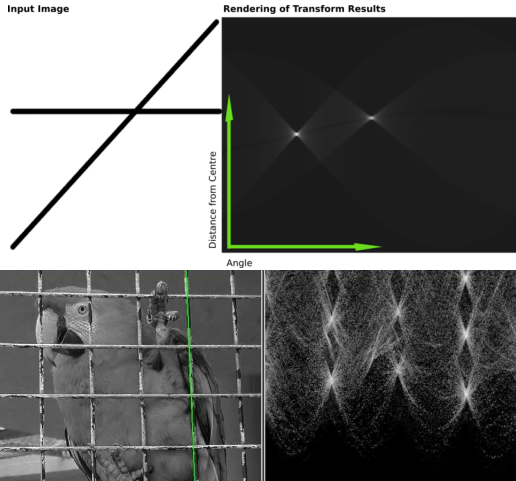 Input Image
Rendering of Transform Results
Distance from Centre
Angle